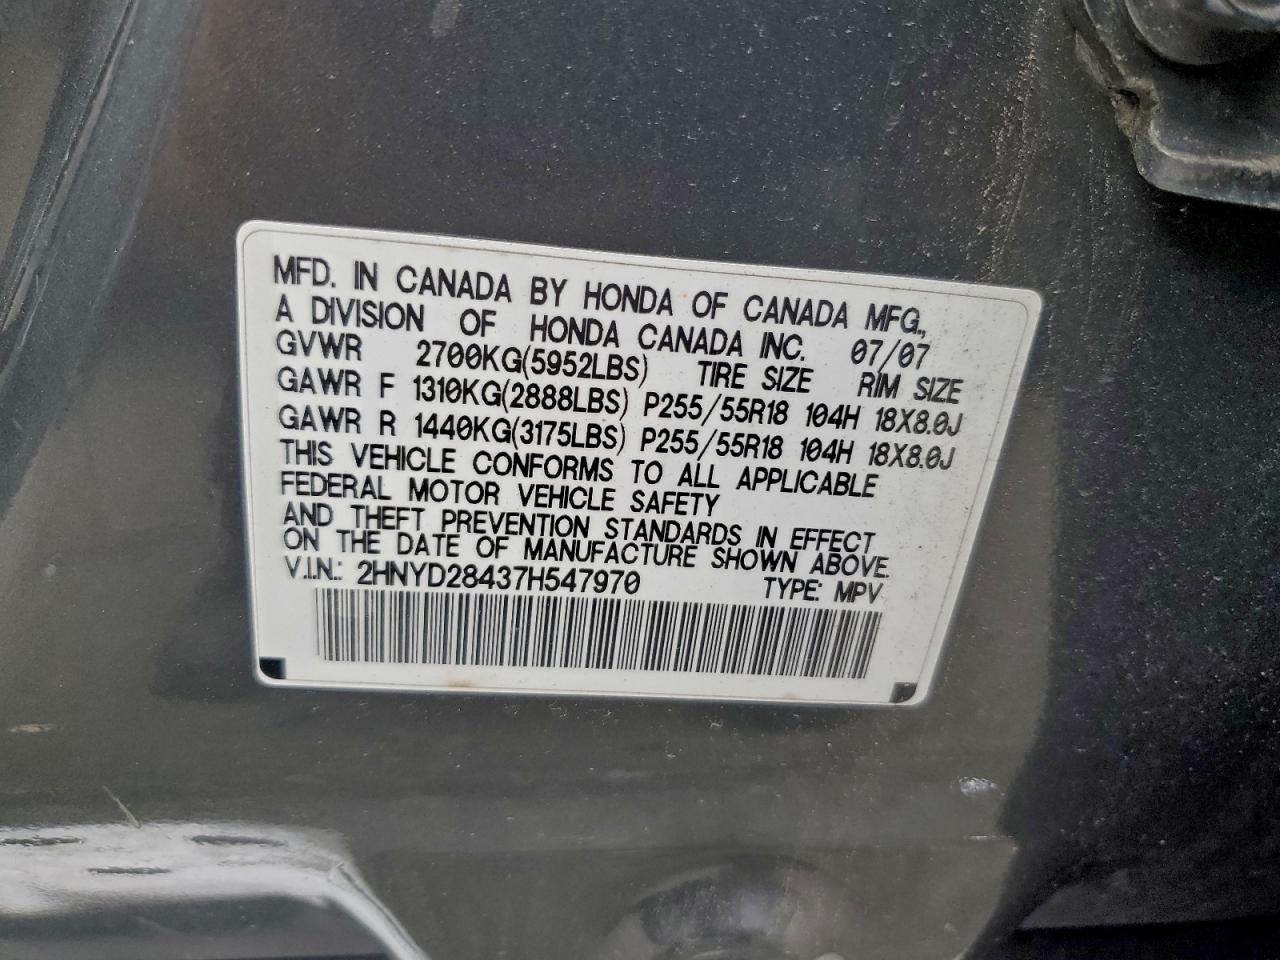 MFD. IN CANADA BY HONDA OF CANADA MFG.,
A DIVISION OF HONDA CANADA INC. 07/07
GVWR 2700KG(5952LBS) TIRE SIZE RIM SIZE
GAWR F 1310KG(2888LBS) P255/55R18 104H 18X8.0J
GAWR R 1440KG(3175LBS) P255/55R18 104H 18X8.0J
THIS VEHICLE CONFORMS TO ALL APPLICABLE
FEDERAL MOTOR VEHICLE SAFETY
AND THEFT PREVENTION STANDARDS IN EFFECT
ON THE DATE OF MANUFACTURE SHOWN ABOVE.
V.I.N.: 2HNYD28437H547970 TYPE: MPV